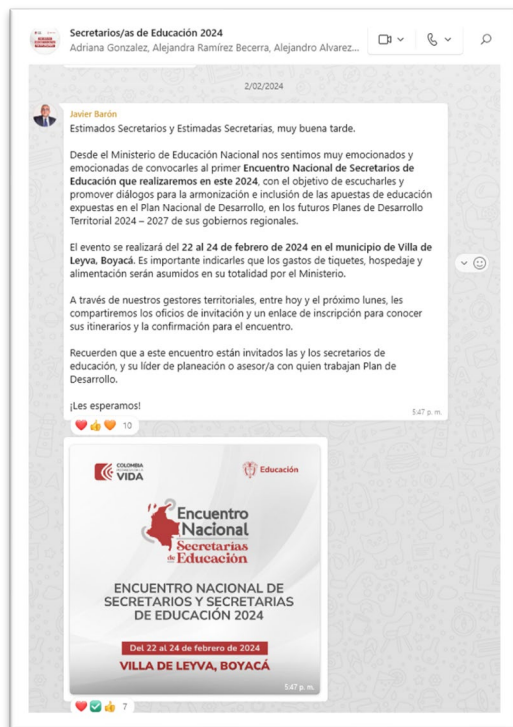 Secretarios/as de Educación 2024
Adriana Gonzalez, Alejandra Ramírez Becerra, Alejandro Alvarez...
2/02/2024
Javier Barón
Estimados Secretarios y Estimadas Secretarias, muy buena tarde.
Desde el Ministerio de Educación Nacional nos sentimos muy emocionados y
emocionadas de convocarles al primer Encuentro Nacional de Secretarios de
Educación que realizaremos en este 2024, con el objetivo de escucharles y
promover diálogos para la armonización e inclusión de las apuestas de educación
expuestas en el Plan Nacional de Desarrollo, en los futuros Planes de Desarrollo
Territorial 2024 – 2027 de sus gobiernos regionales.
El evento se realizará del 22 al 24 de febrero de 2024 en el municipio de Villa de
Leyva, Boyacá. Es importante indicarles que los gastos de tiquetes, hospedaje y
alimentación serán asumidos en su totalidad por el Ministerio.
A través de nuestros gestores territoriales, entre hoy y el próximo lunes, les
compartiremos los oficios de invitación y un enlace de inscripción para conocer
sus itinerarios y la confirmación para el encuentro.
Recuerden que a este encuentro están invitados las y los secretarios de
educación, y su líder de planeación o asesor/a con quien trabajan Plan de
Desarrollo.
¡Les esperamos!
5:47 p. m.
10
COLOMBIA
VIDA
Educación
Encuentro
Nacional
Secretarías
de Educación
ENCUENTRO NACIONAL DE
SECRETARIOS Y SECRETARIAS
DE EDUCACIÓN 2024
Del 22 al 24 de febrero de 2024
VILLA DE LEYVA, BOYACÁ
5:47 p. m.
7